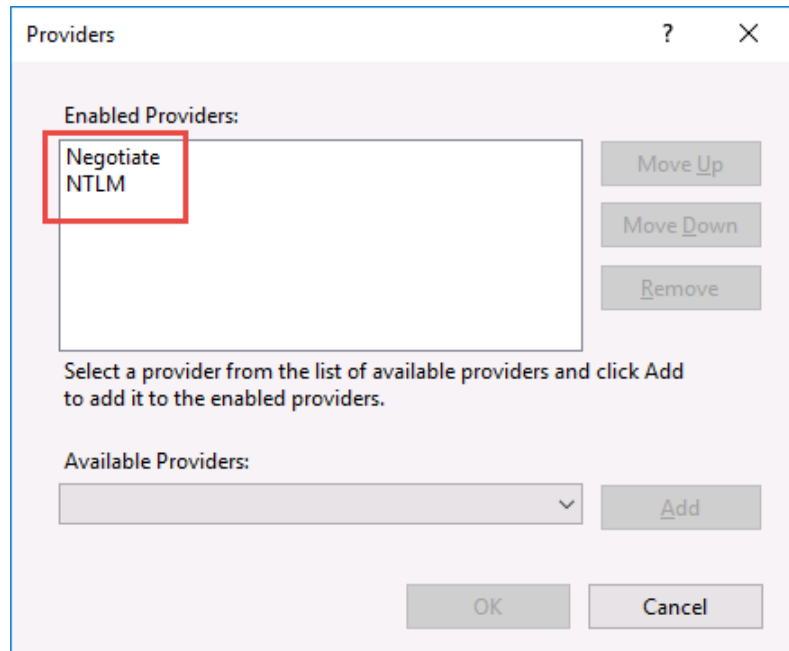 Providers
?
Enabled Providers:
Negotiate
NTLM
Move Up
Move Down
Remove
Select a provider from the list of available providers and click Add
to add it to the enabled providers.
Available Providers:
Add
OK
Cancel